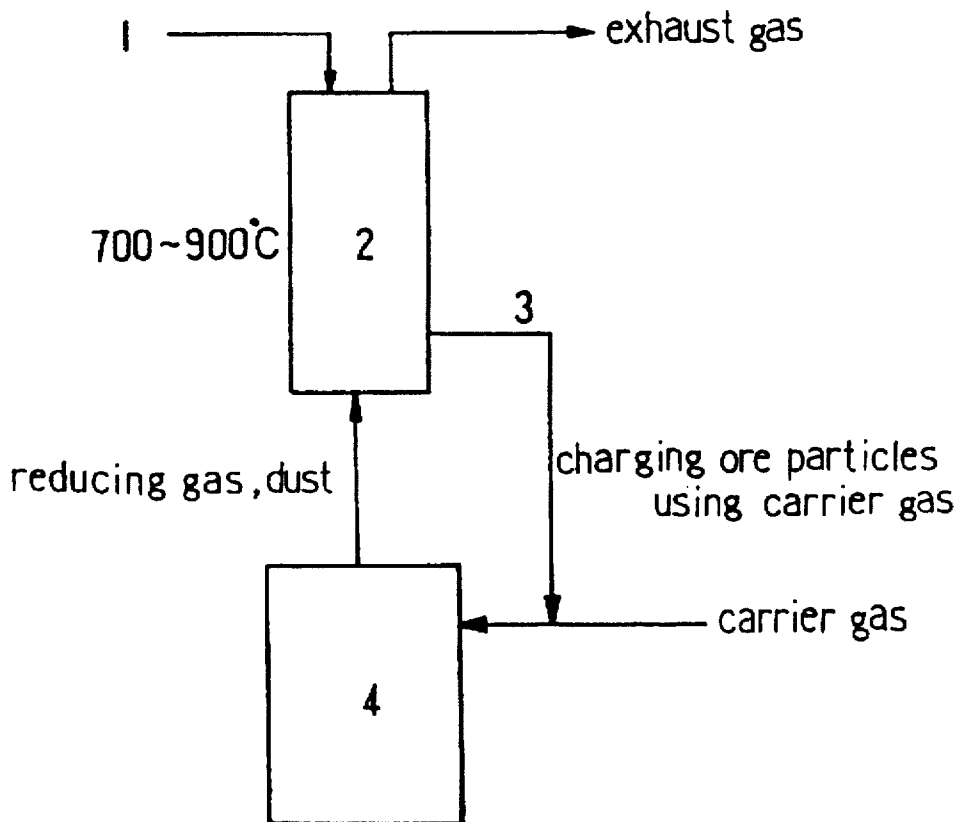 1
exhaust gas
2
700~900°C
3
reducing gas,dust
charging ore particles
using carrier gas
carrier gas
4